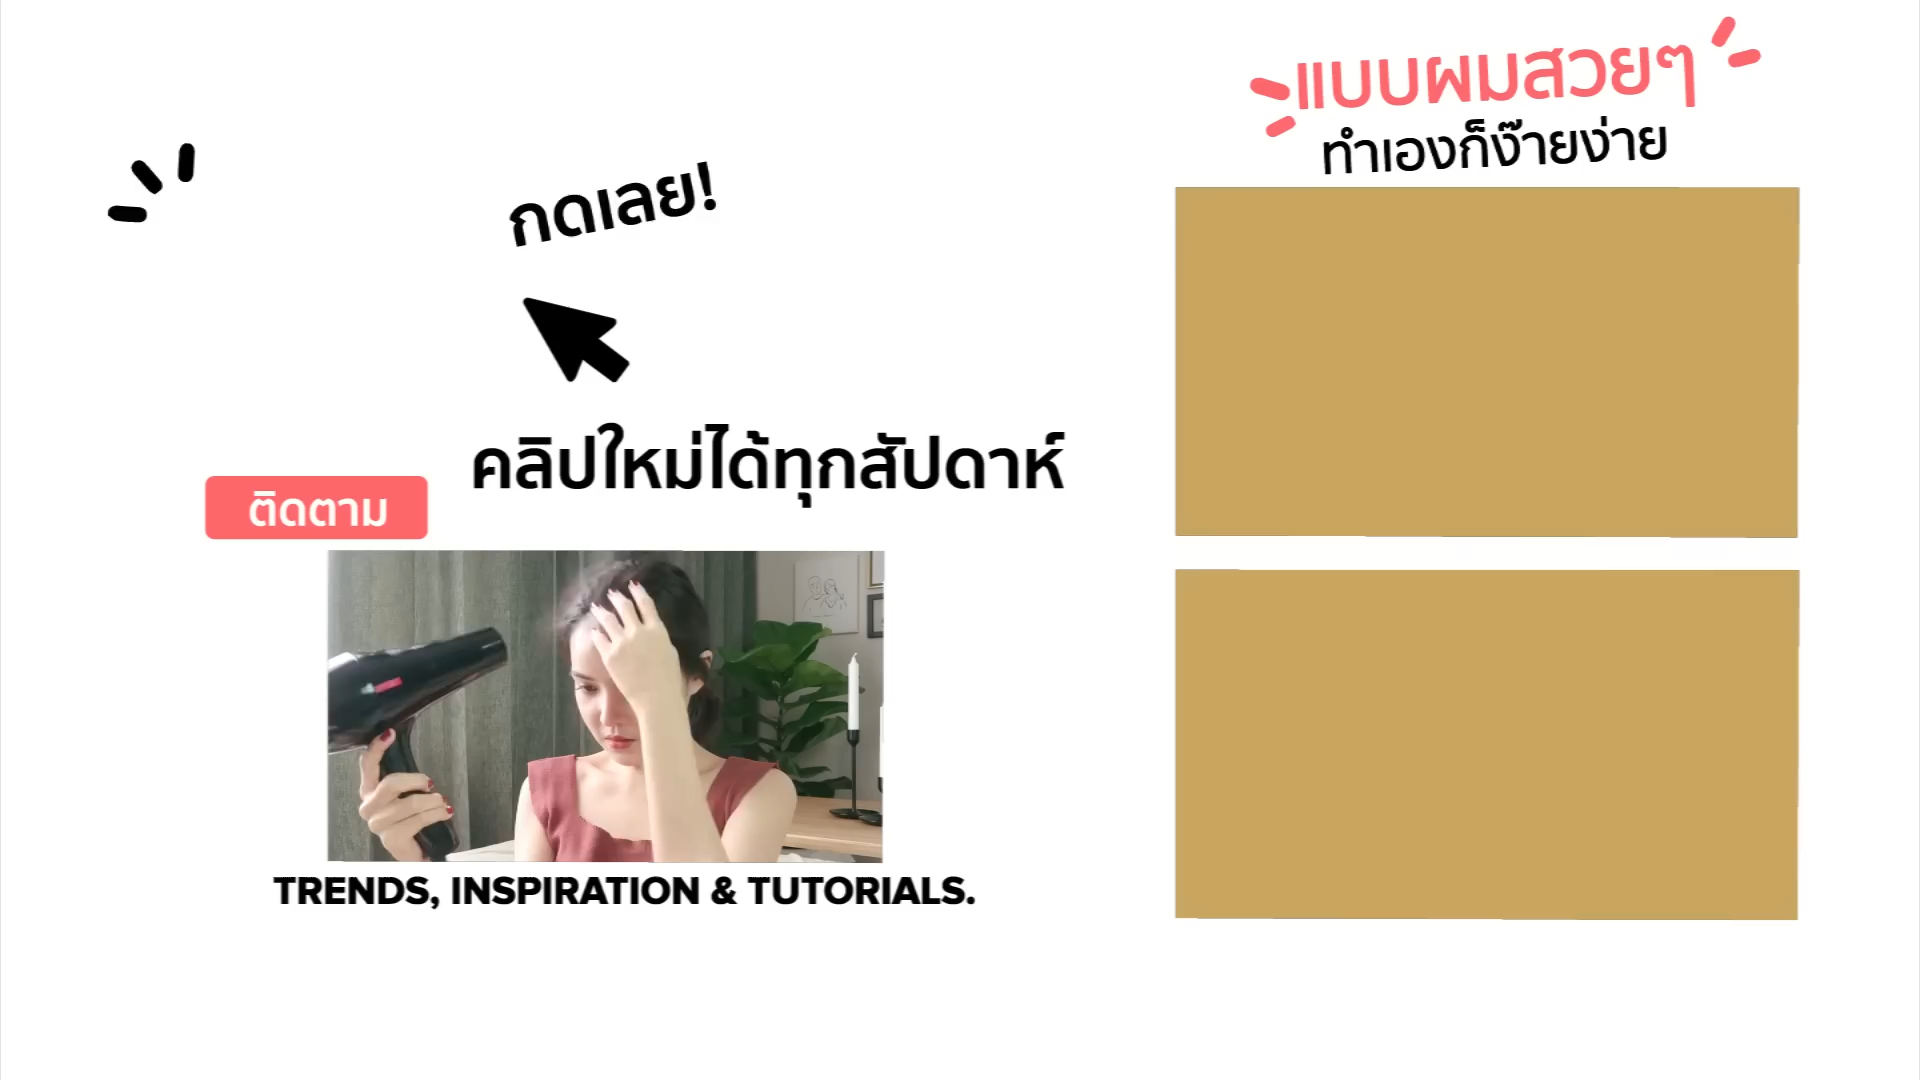 กดเลย!
ติดตาม
คลิปใหม่ได้ทุกสัปดาห์
TRENDS, INSPIRATION & TUTORIALS.
แบบผมสวยๆ
ทำเองก็ง๊ายง่าย